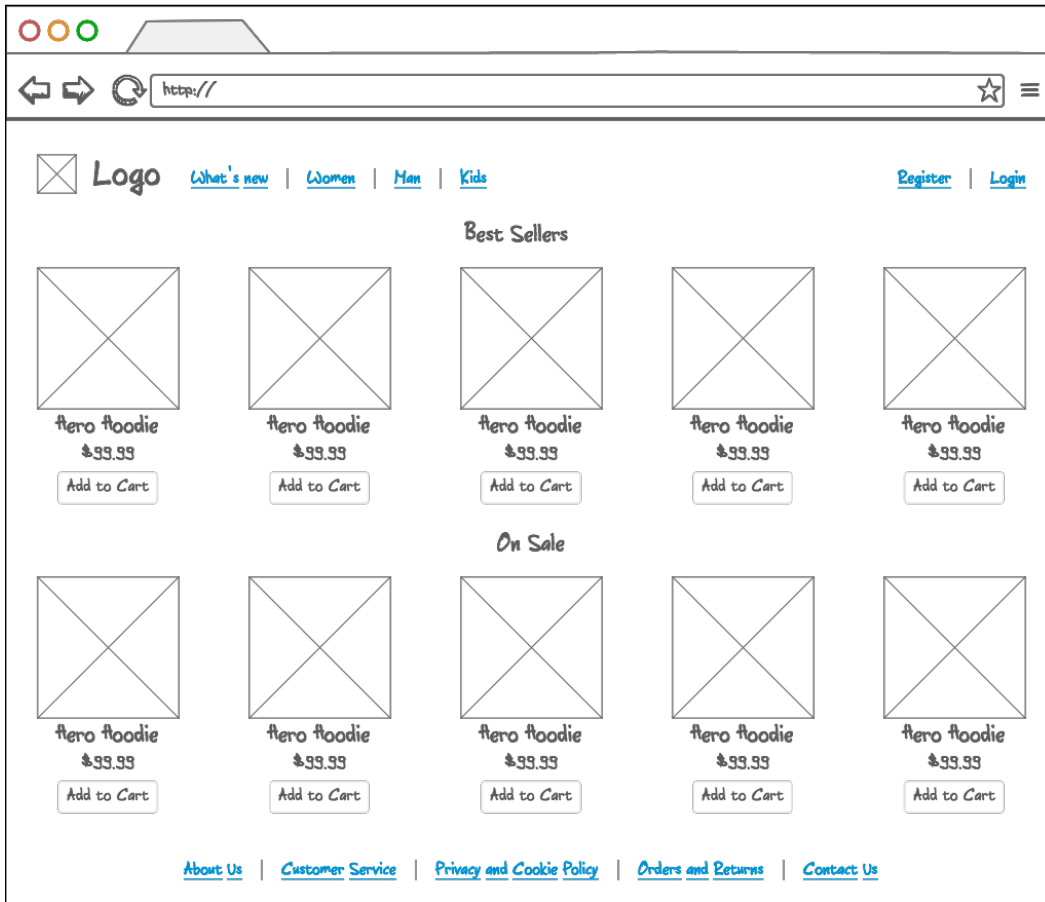 http://
Logo What's new | Women | Man | Kids Register | Login
Best Sellers
Hero Hoodie Hero Hoodie Hero Hoodie Hero Hoodie Hero Hoodie
$99.99 $99.99 $99.99 $99.99 $99.99
Add to Cart Add to Cart Add to Cart Add to Cart Add to Cart
On Sale
Hero Hoodie Hero Hoodie Hero Hoodie Hero Hoodie Hero Hoodie
$99.99 $99.99 $99.99 $99.99 $99.99
Add to Cart Add to Cart Add to Cart Add to Cart Add to Cart
About Us | Customer Service | Privacy and Cookie Policy | Orders and Returns | Contact Us